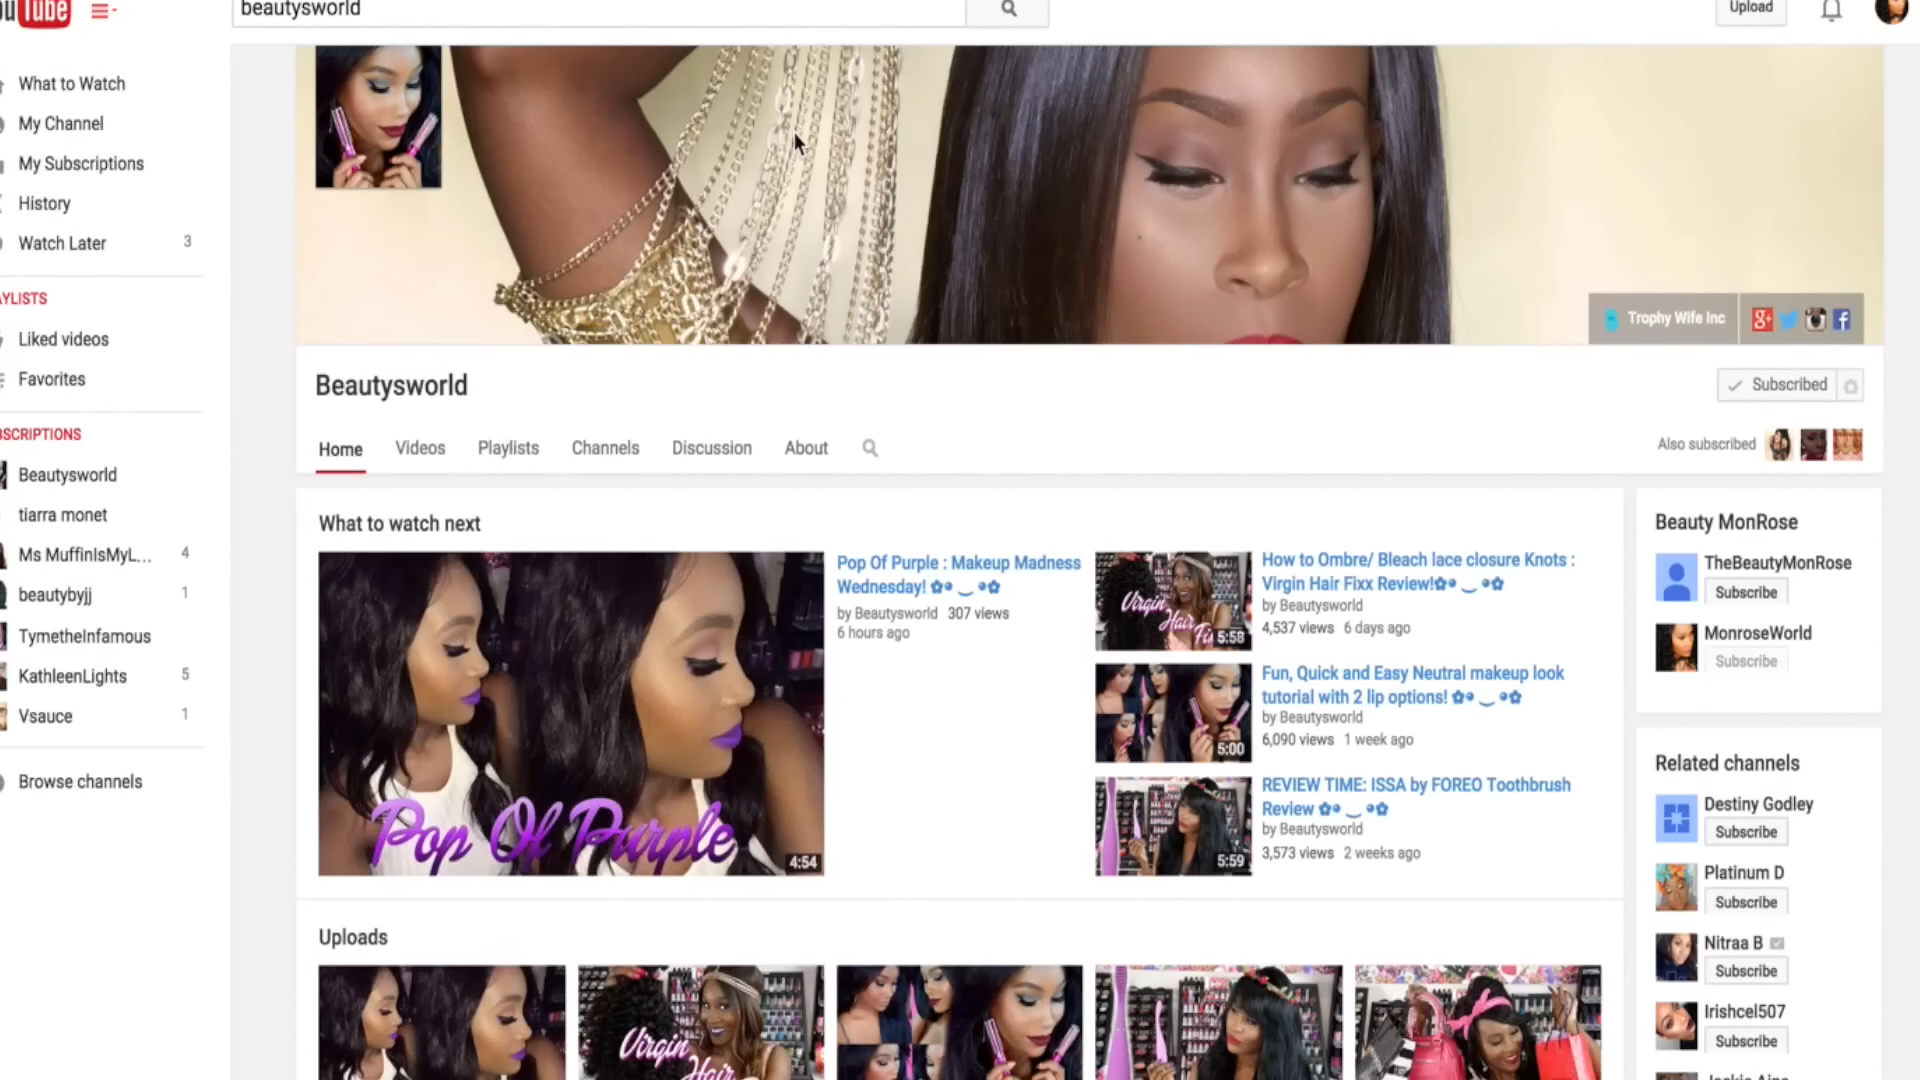 ou Tube
beautysworld
Upload
What to Watch
My Channel
My Subscriptions
History
Watch Later 3
AYLISTS
Liked videos
Favorites
BSCRIPTIONS
Beautysworld
tiarra monet
Ms MuffinIsMyL... 4
beautybyjj 1
TymetheInfamous
KathleenLights 5
Vsauce 1
Browse channels
Trophy Wife Inc
Beautysworld
Subscribed
Home Videos Playlists Channels Discussion About
Also subscribed
What to watch next
Pop Of Purple
4:54
Pop Of Purple : Makeup Madness
Wednesday! ✿◕ ‿ ◕✿
by Beautysworld 307 views
6 hours ago
Virgin
Hair
Fi
5:58
How to Ombre/ Bleach lace closure Knots :
Virgin Hair Fixx Review!✿◕ ‿ ◕✿
by Beautysworld
4,537 views 6 days ago
5:00
Fun, Quick and Easy Neutral makeup look
tutorial with 2 lip options! ✿◕ ‿ ◕✿
by Beautysworld
6,090 views 1 week ago
5:59
REVIEW TIME: ISSA by FOREO Toothbrush
Review ✿◕ ‿ ◕✿
by Beautysworld
3,573 views 2 weeks ago
Uploads
Virgin
Hair
Beauty MonRose
TheBeautyMonRose
Subscribe
MonroseWorld
Subscribe
Related channels
Destiny Godley
Subscribe
Platinum D
Subscribe
Nitraa B
Subscribe
Irishcel507
Subscribe